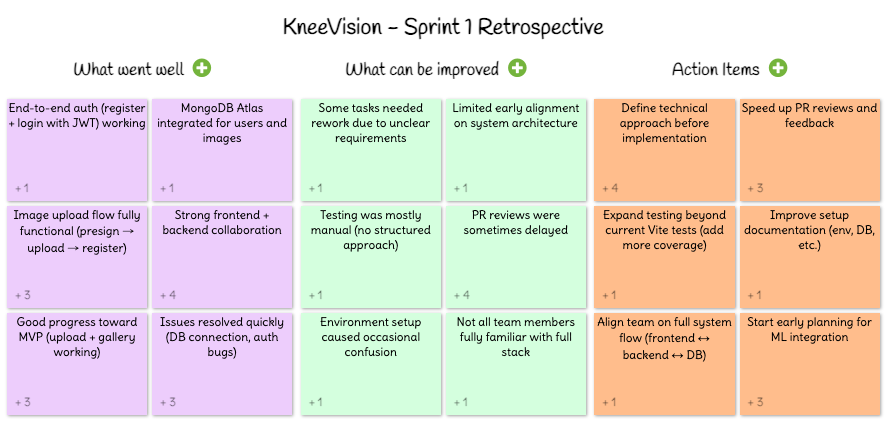 KneeVision - Sprint 1 Retrospective
What went well
What can be improved
Action Items
End-to-end auth (register
+ login with JWT) working
+1
MongoDB Atlas
integrated for users and
images
+1
Some tasks needed
rework due to unclear
requirements
+1
Limited early alignment
on system architecture
+1
Define technical
approach before
implementation
+4
Speed up PR reviews and
feedback
+3
Image upload flow fully
functional (presign →
upload → register)
+3
Strong frontend +
backend collaboration
+4
Testing was mostly
manual (no structured
approach)
+1
PR reviews were
sometimes delayed
+4
Expand testing beyond
current Vite tests (add
more coverage)
+1
Improve setup
documentation (env, DB,
etc.)
+1
Good progress toward
MVP (upload + gallery
working)
+3
Issues resolved quickly
(DB connection, auth
bugs)
+3
Environment setup
caused occasional
confusion
+1
Not all team members
fully familiar with full
stack
+1
Align team on full system
flow (frontend ↔
backend ↔ DB)
+1
Start early planning for
ML integration
+3